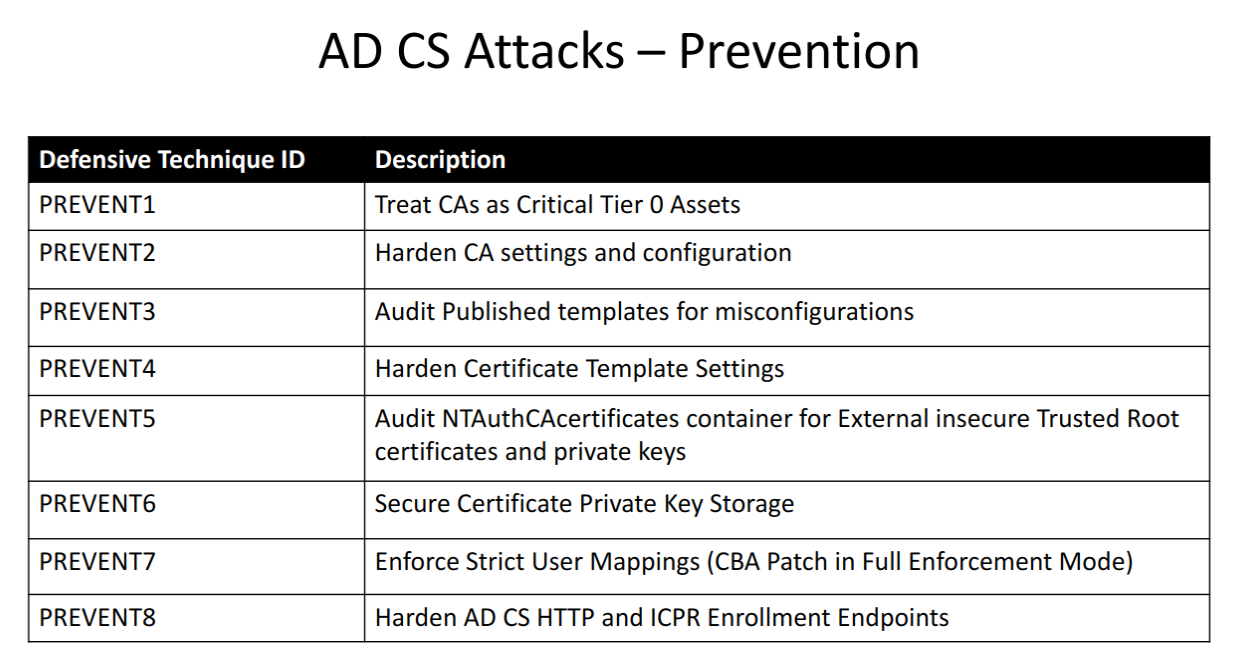 AD CS Attacks – Prevention
Defensive Technique ID Description
PREVENT1 Treat CAs as Critical Tier 0 Assets
PREVENT2 Harden CA settings and configuration
PREVENT3 Audit Published templates for misconfigurations
PREVENT4 Harden Certificate Template Settings
PREVENT5 Audit NTAuthCAcertificates container for External insecure Trusted Root
certificates and private keys
PREVENT6 Secure Certificate Private Key Storage
PREVENT7 Enforce Strict User Mappings (CBA Patch in Full Enforcement Mode)
PREVENT8 Harden AD CS HTTP and ICPR Enrollment Endpoints